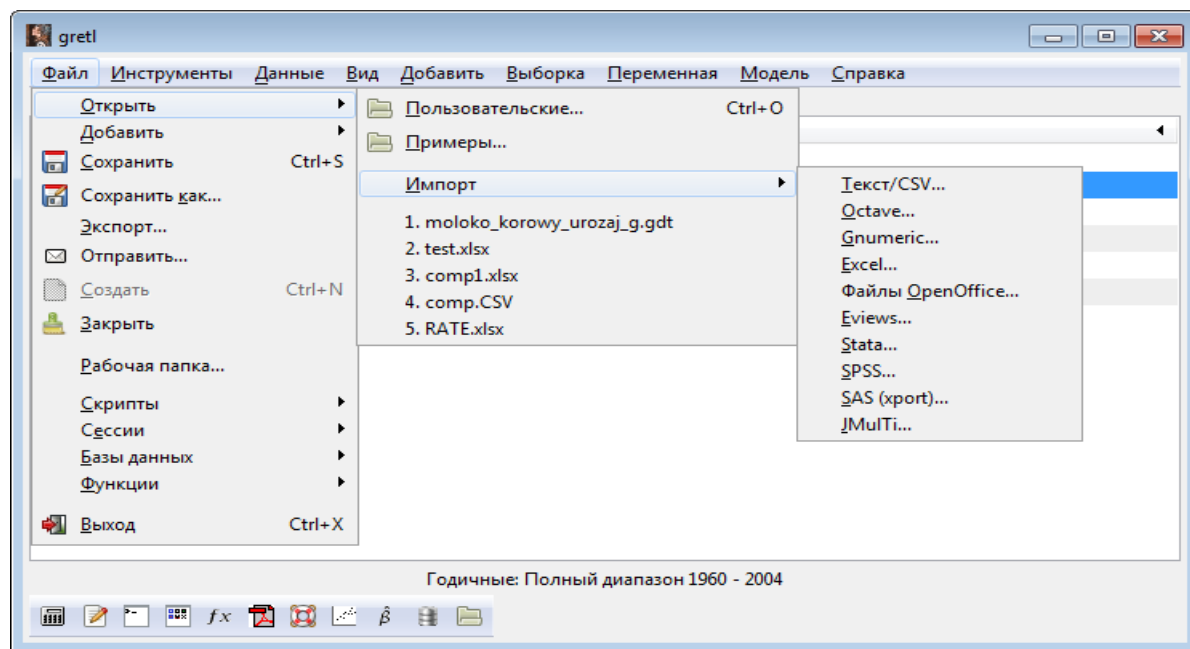 gretl
Файл Инструменты Данные Вид Добавить Выборка Переменная Модель Справка
Открыть
Добавить
Сохранить Ctrl+S
Сохранить как...
Экспорт...
Отправить...
Создать Ctrl+N
Закрыть
Рабочая папка...
Скрипты
Сессии
Базы данных
Функции
Выход Ctrl+X
Пользовательские... Ctrl+O
Примеры...
Импорт
1. moloko_korowy_urozaj_g.gdt
2. test.xlsx
3. comp1.xlsx
4. comp.CSV
5. RATE.xlsx
Текст/CSV...
Octave...
Gnumeric...
Excel...
Файлы OpenOffice...
Eviews...
Stata...
SPSS...
SAS (xport)...
JMulTi...
Годичные: Полный диапазон 1960 - 2004
fx
β̂